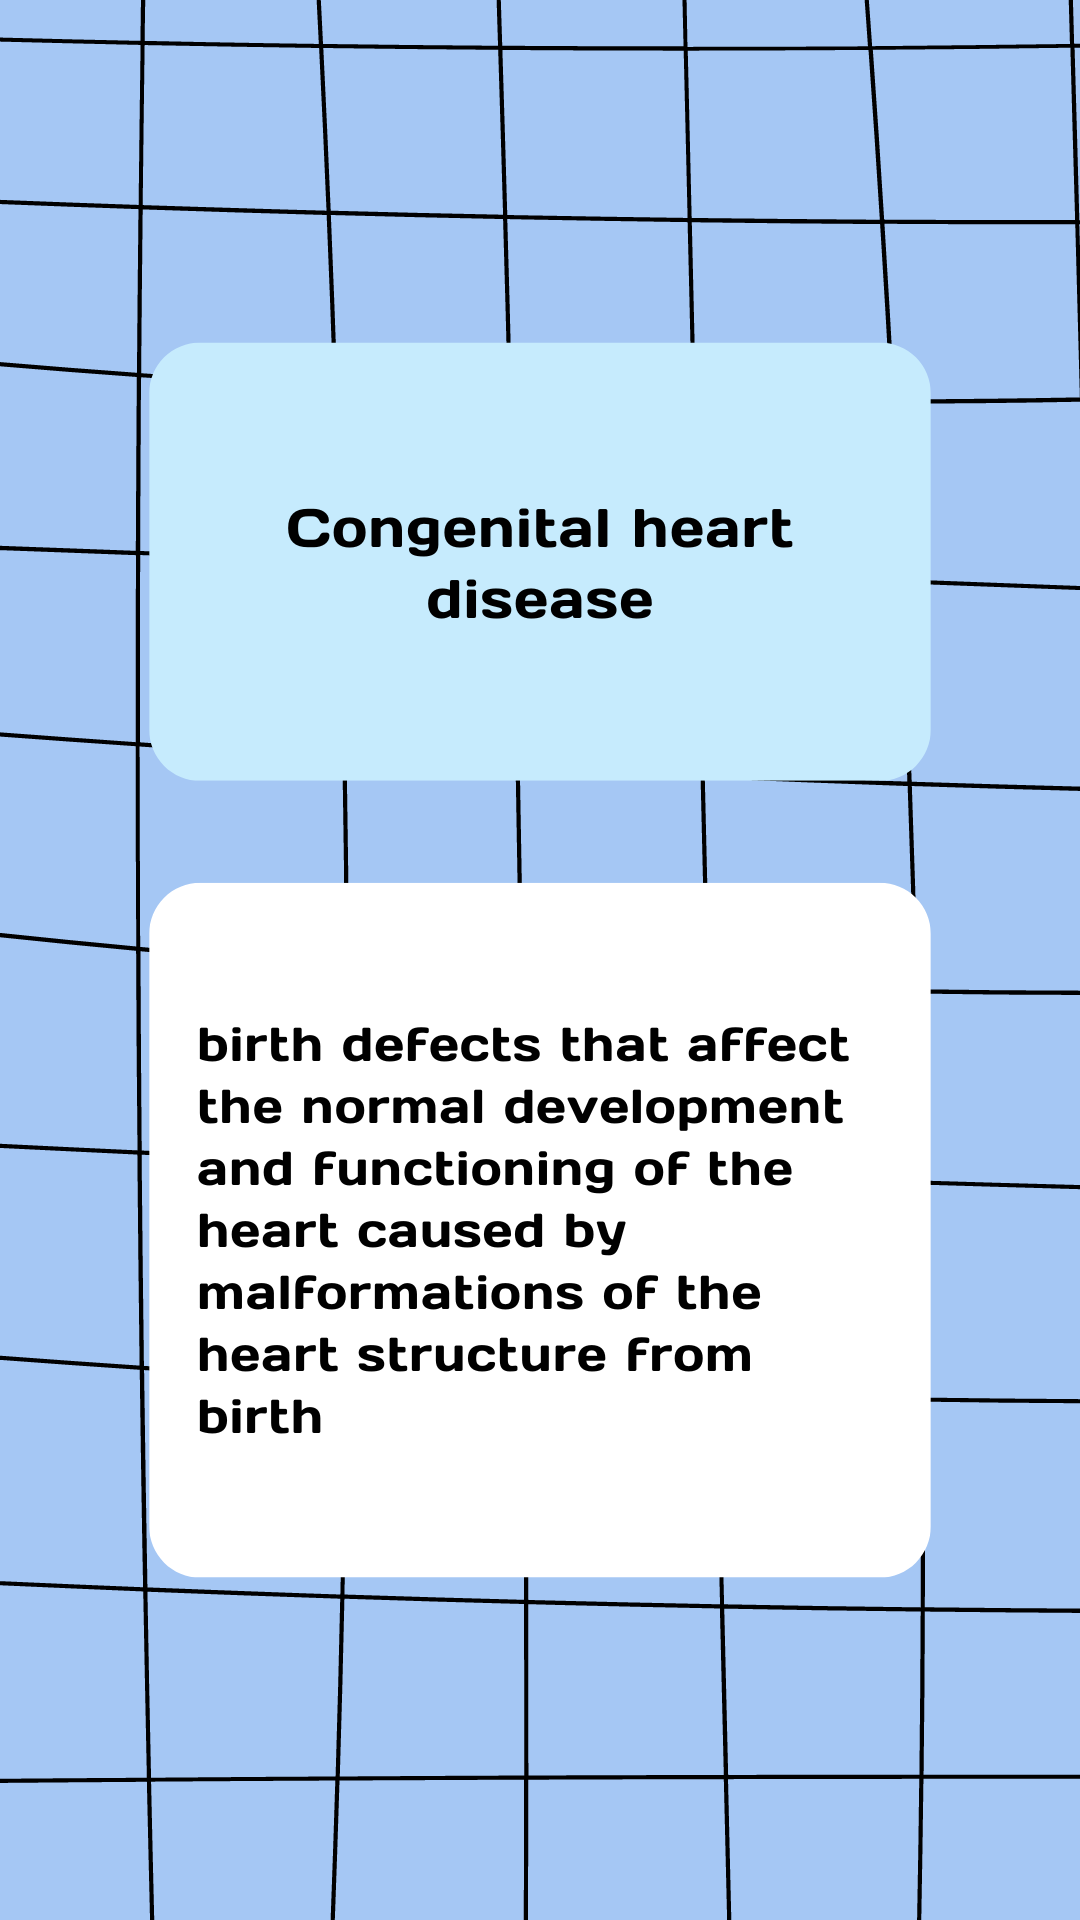 Congenital heart
disease
birth defects that affect
the normal development
and functioning of the
heart caused by
malformations of the
heart structure from
birth